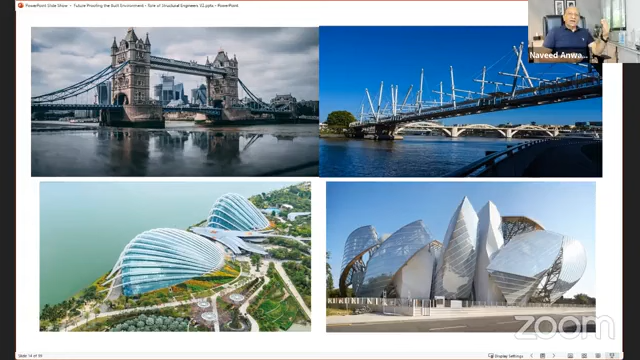 PowerPoint Slide Show - Future Proofing the Built Environment - Role of Structural Engineers V2.pptx - PowerPoint
Naveed Anwa...
zoom
Slide 14 of 59
Display Settings